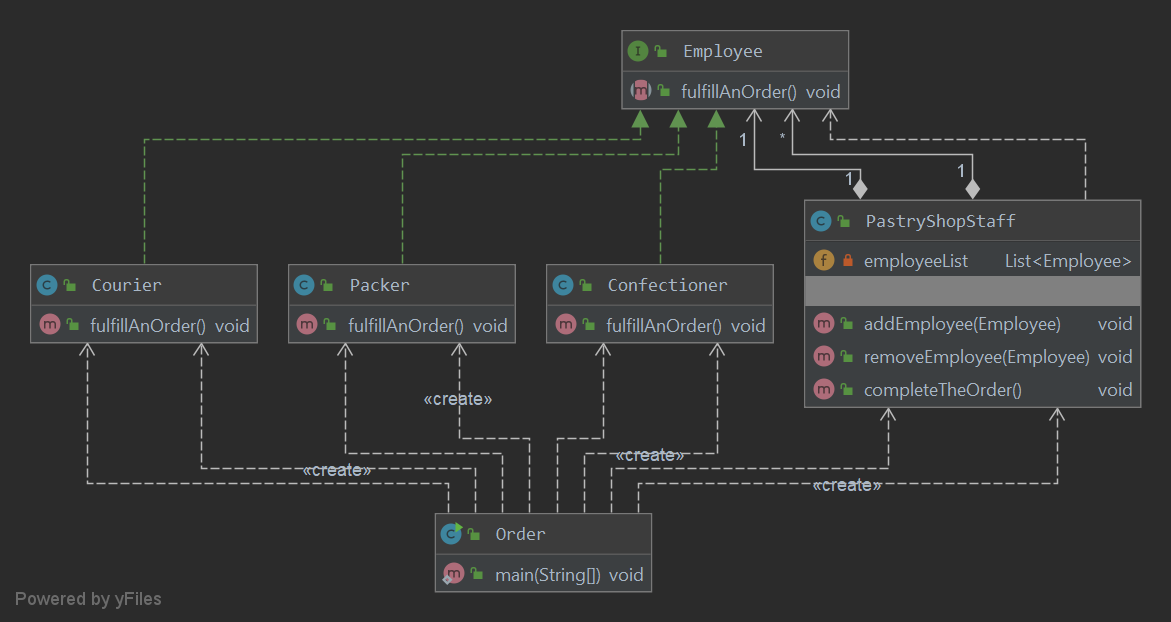 I Employee
m fulfillAnOrder() void
1
*
1
1
C PastryShopStaff
f employeeList List<Employee>
m addEmployee(Employee) void
m removeEmployee(Employee) void
m completeTheOrder() void
C Courier
m fulfillAnOrder() void
C Packer
m fulfillAnOrder() void
C Confectioner
m fulfillAnOrder() void
«create»
«create»
«create»
«create»
C Order
m main(String[]) void
Powered by yFiles